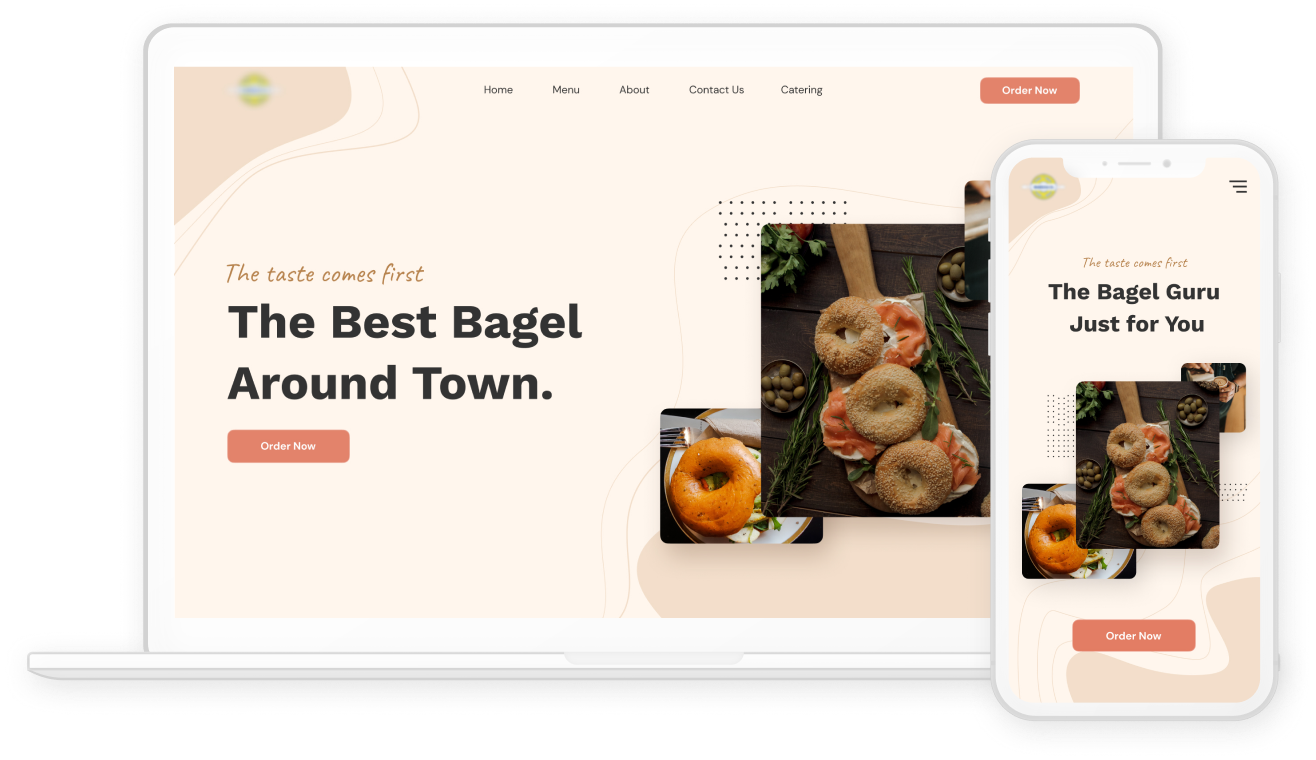 Home Menu About Contact Us Catering Order Now
The taste comes first
The Best Bagel
Around Town.
Order Now
The taste comes first
The Bagel Guru
Just for You
Order Now